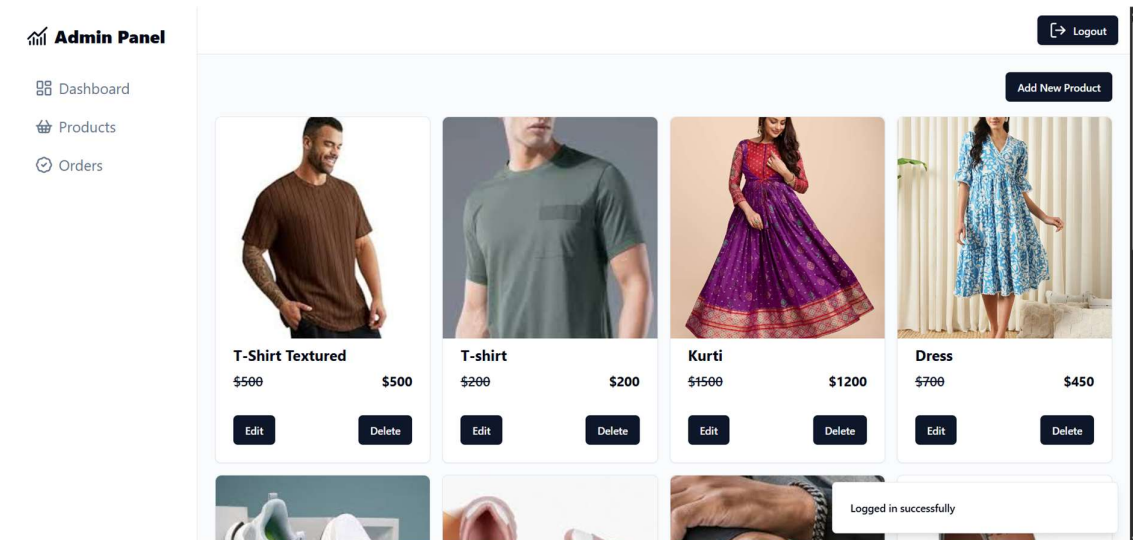 Admin Panel
Logout
Dashboard
Products
Orders
Add New Product
T-Shirt Textured
$500 $500
Edit Delete
T-shirt
$200 $200
Edit Delete
Kurti
$1500 $1200
Edit Delete
Dress
$700 $450
Edit Delete
Logged in successfully